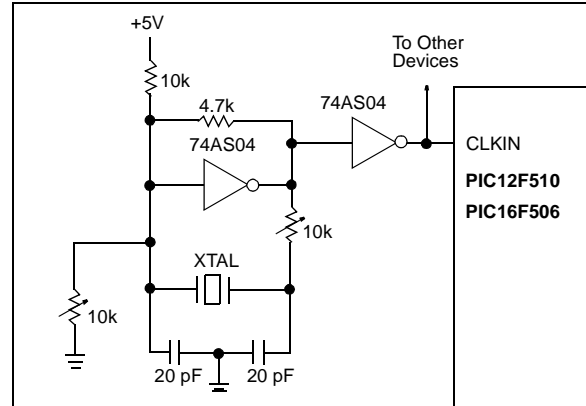 +5V
To Other
Devices
10k
4.7k
74AS04
74AS04
CLKIN
PIC12F510
PIC16F506
10k
XTAL
10k
20 pF
20 pF